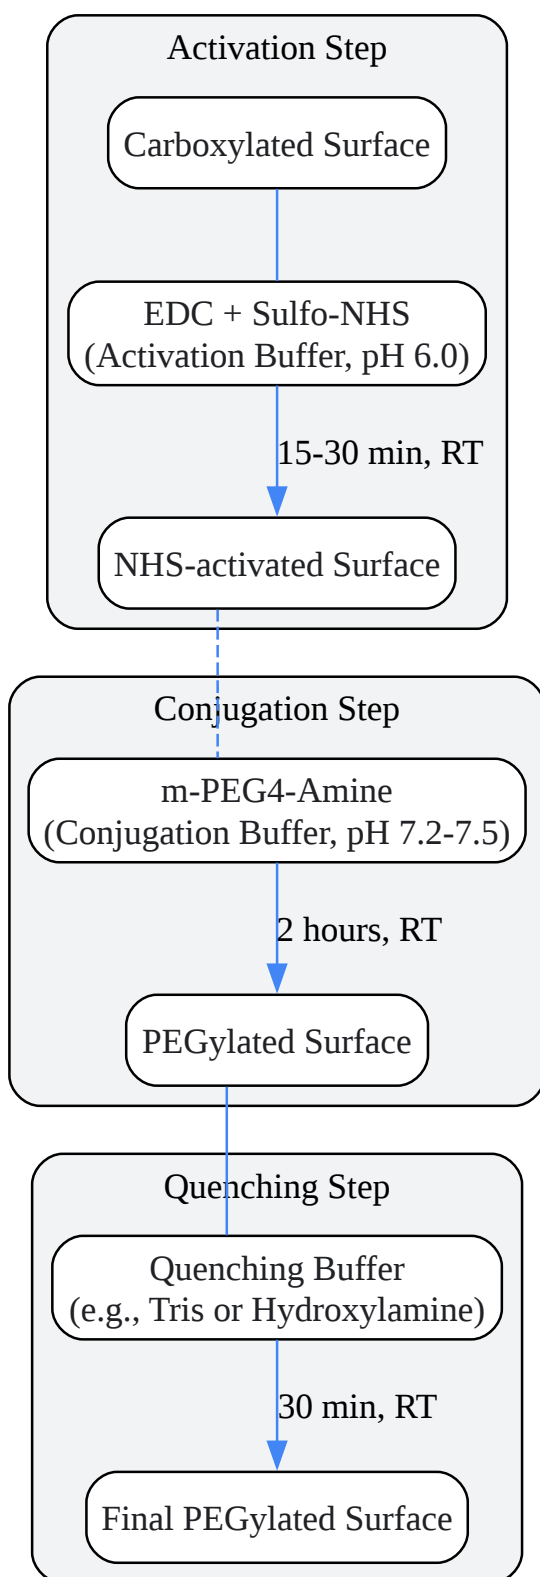 Activation Step
Carboxylated Surface
EDC + Sulfo-NHS
(Activation Buffer, pH 6.0)
15-30 min, RT
NHS-activated Surface
Conjugation Step
m-PEG4-Amine
(Conjugation Buffer, pH 7.2-7.5)
2 hours, RT
PEGylated Surface
Quenching Step
Quenching Buffer
(e.g., Tris or Hydroxylamine)
30 min, RT
Final PEGylated Surface